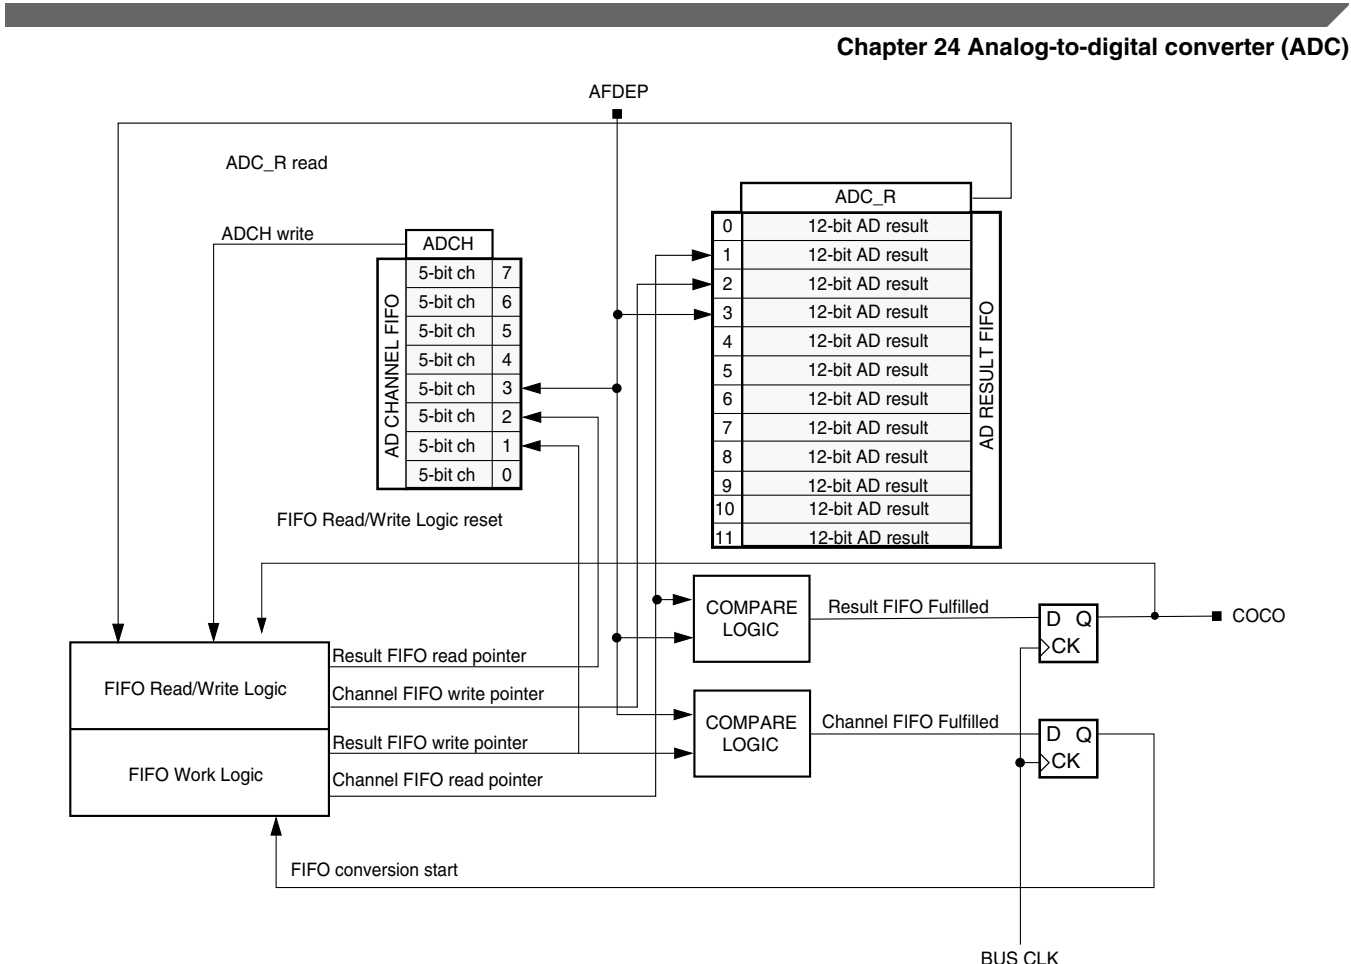 Chapter 24 Analog-to-digital converter (ADC)
AFDEP
ADC_R read
ADCH write
ADCH
5-bit ch 7
5-bit ch 6
5-bit ch 5
5-bit ch 4
5-bit ch 3
5-bit ch 2
5-bit ch 1
5-bit ch 0
AD CHANNEL FIFO
ADC_R
0 12-bit AD result
1 12-bit AD result
2 12-bit AD result
3 12-bit AD result
4 12-bit AD result
5 12-bit AD result
6 12-bit AD result
7 12-bit AD result
8 12-bit AD result
9 12-bit AD result
10 12-bit AD result
11 12-bit AD result
AD RESULT FIFO
FIFO Read/Write Logic reset
COMPARE
LOGIC
Result FIFO Fulfilled
D Q
CK
COCO
FIFO Read/Write Logic
Result FIFO read pointer
Channel FIFO write pointer
FIFO Work Logic
Result FIFO write pointer
Channel FIFO read pointer
COMPARE
LOGIC
Channel FIFO Fulfilled
D Q
CK
FIFO conversion start
BUS CLK